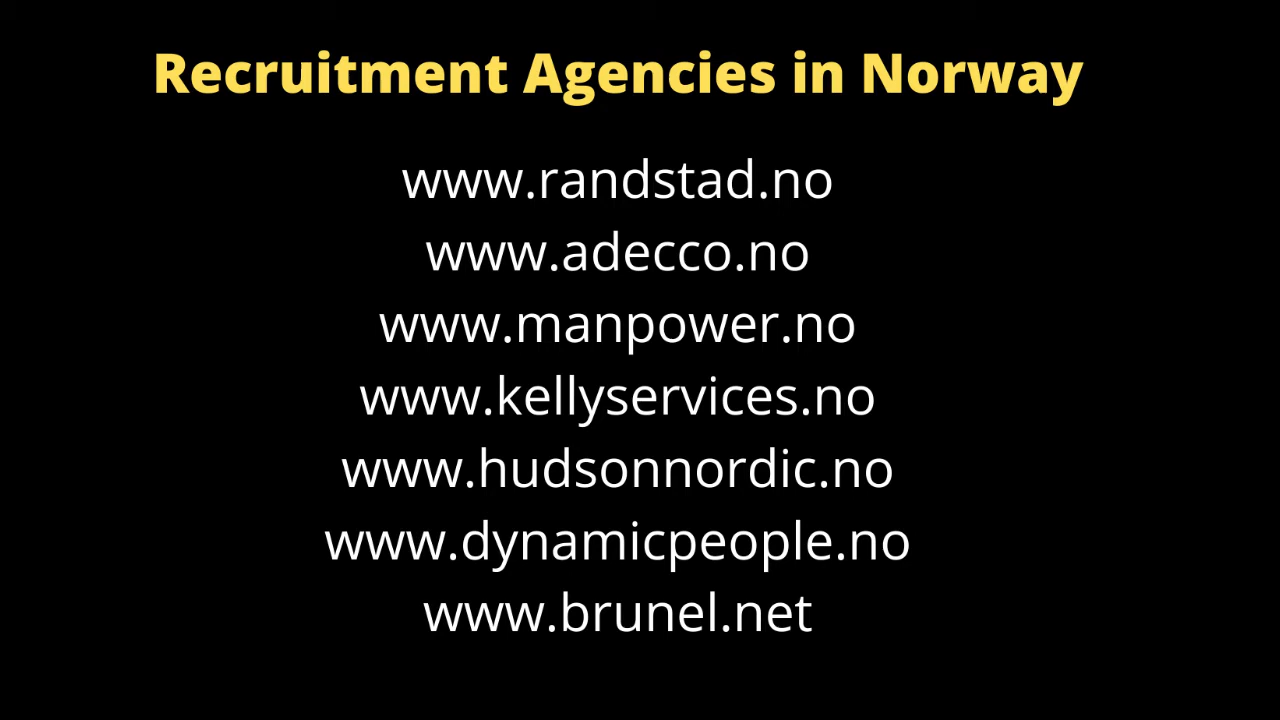 Recruitment Agencies in Norway
www.randstad.no
www.adecco.no
www.manpower.no
www.kellyservices.no
www.hudsonnordic.no
www.dynamicpeople.no
www.brunel.net